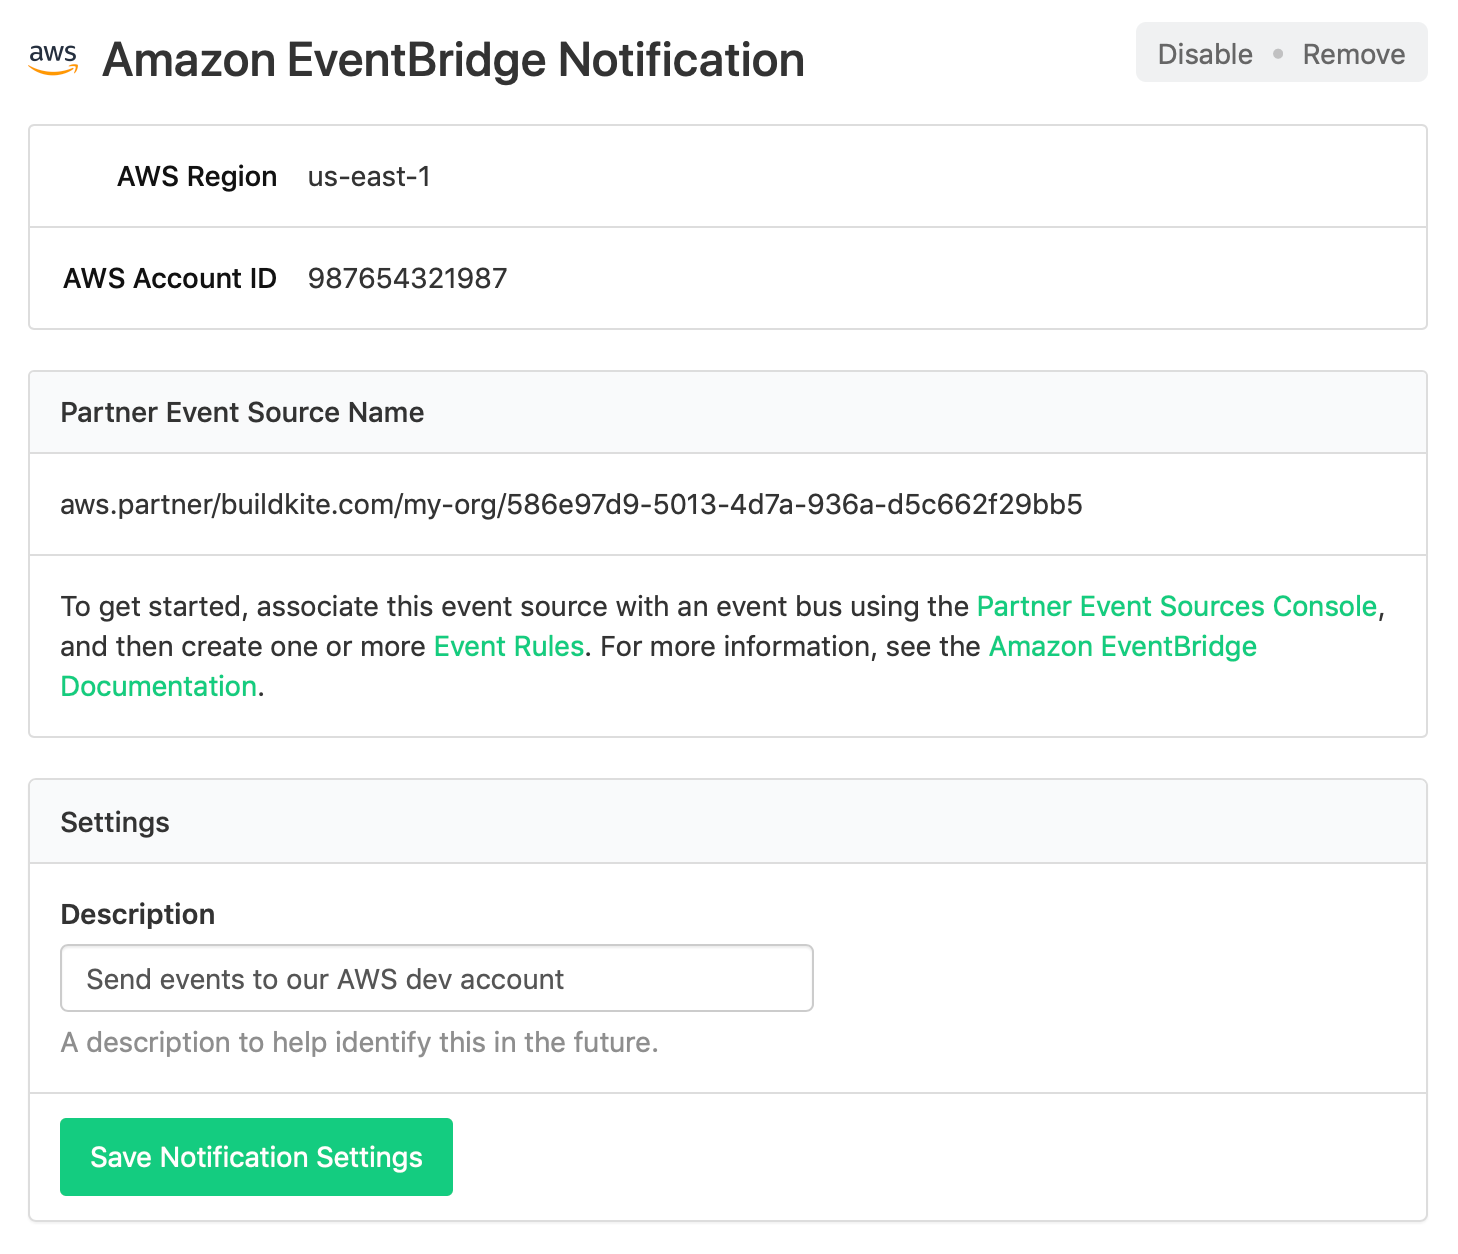 aws Amazon EventBridge Notification
Disable • Remove
AWS Region us-east-1
AWS Account ID 987654321987
Partner Event Source Name
aws.partner/buildkite.com/my-org/586e97d9-5013-4d7a-936a-d5c662f29bb5
To get started, associate this event source with an event bus using the Partner Event Sources Console,
and then create one or more Event Rules. For more information, see the Amazon EventBridge
Documentation.
Settings
Description
Send events to our AWS dev account
A description to help identify this in the future.
Save Notification Settings